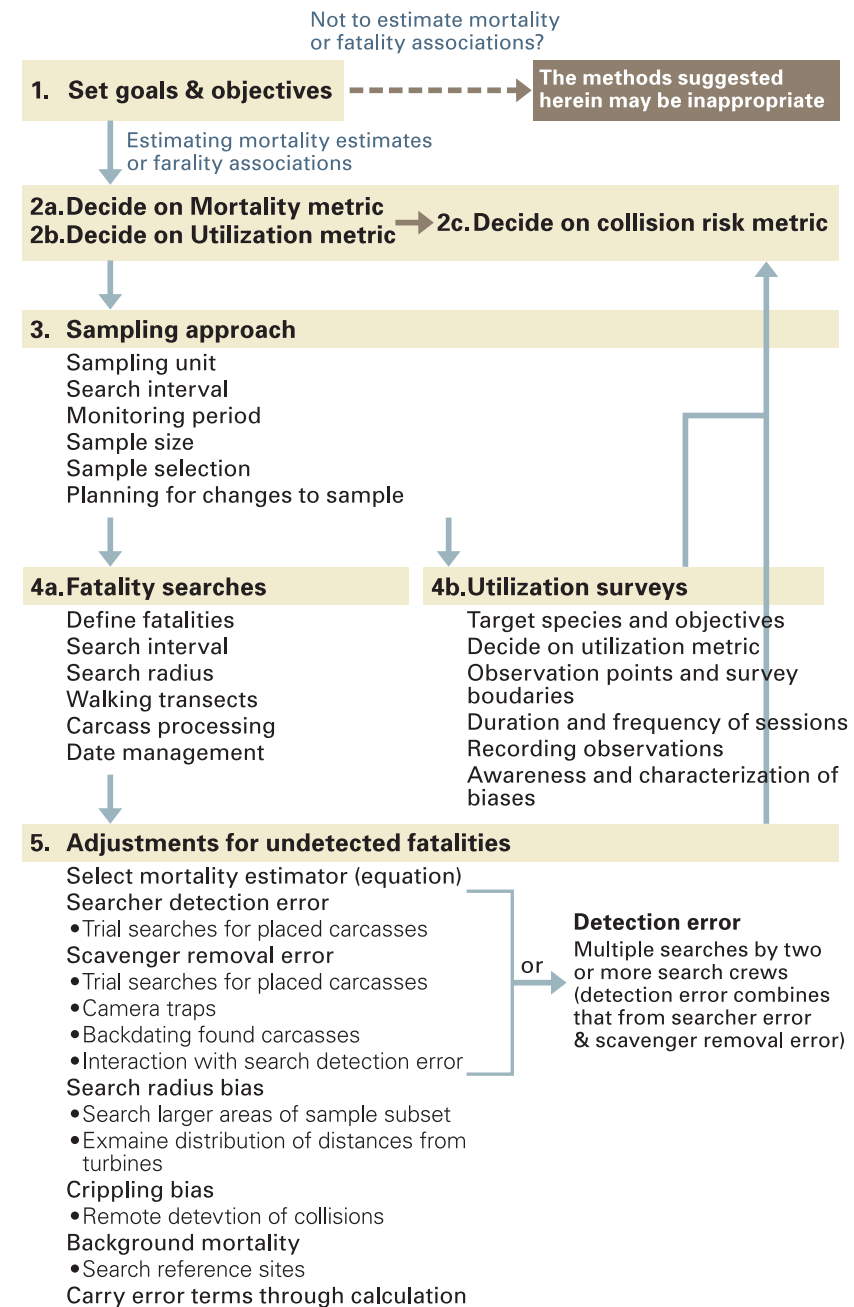 Not to estimate mortality
or fatality associations?
1. Set goals & objectives
The methods suggested
herein may be inappropriate
Estimating mortality estimates
or farality associations
2a.Decide on Mortality metric
2b.Decide on Utilization metric
2c.Decide on collision risk metric
3. Sampling approach
Sampling unit
Search interval
Monitoring period
Sample size
Sample selection
Planning for changes to sample
4a.Fatality searches
Define fatalities
Search interval
Search radius
Walking transects
Carcass processing
Date management
4b.Utilization surveys
Target species and objectives
Decide on utilization metric
Observation points and survey
boudaries
Duration and frequency of sessions
Recording observations
Awareness and characterization of
biases
5. Adjustments for undetected fatalities
Select mortality estimator (equation)
Searcher detection error
•Trial searches for placed carcasses
Scavenger removal error
•Trial searches for placed carcasses
•Camera traps
•Backdating found carcasses
•Interaction with search detection error
Search radius bias
•Search larger areas of sample subset
•Exmaine distribution of distances from
turbines
Crippling bias
•Remote detevtion of collisions
Background mortality
•Search reference sites
Carry error terms through calculation
or
Detection error
Multiple searches by two
or more search crews
(detection error combines
that from searcher error
& scavenger removal error)